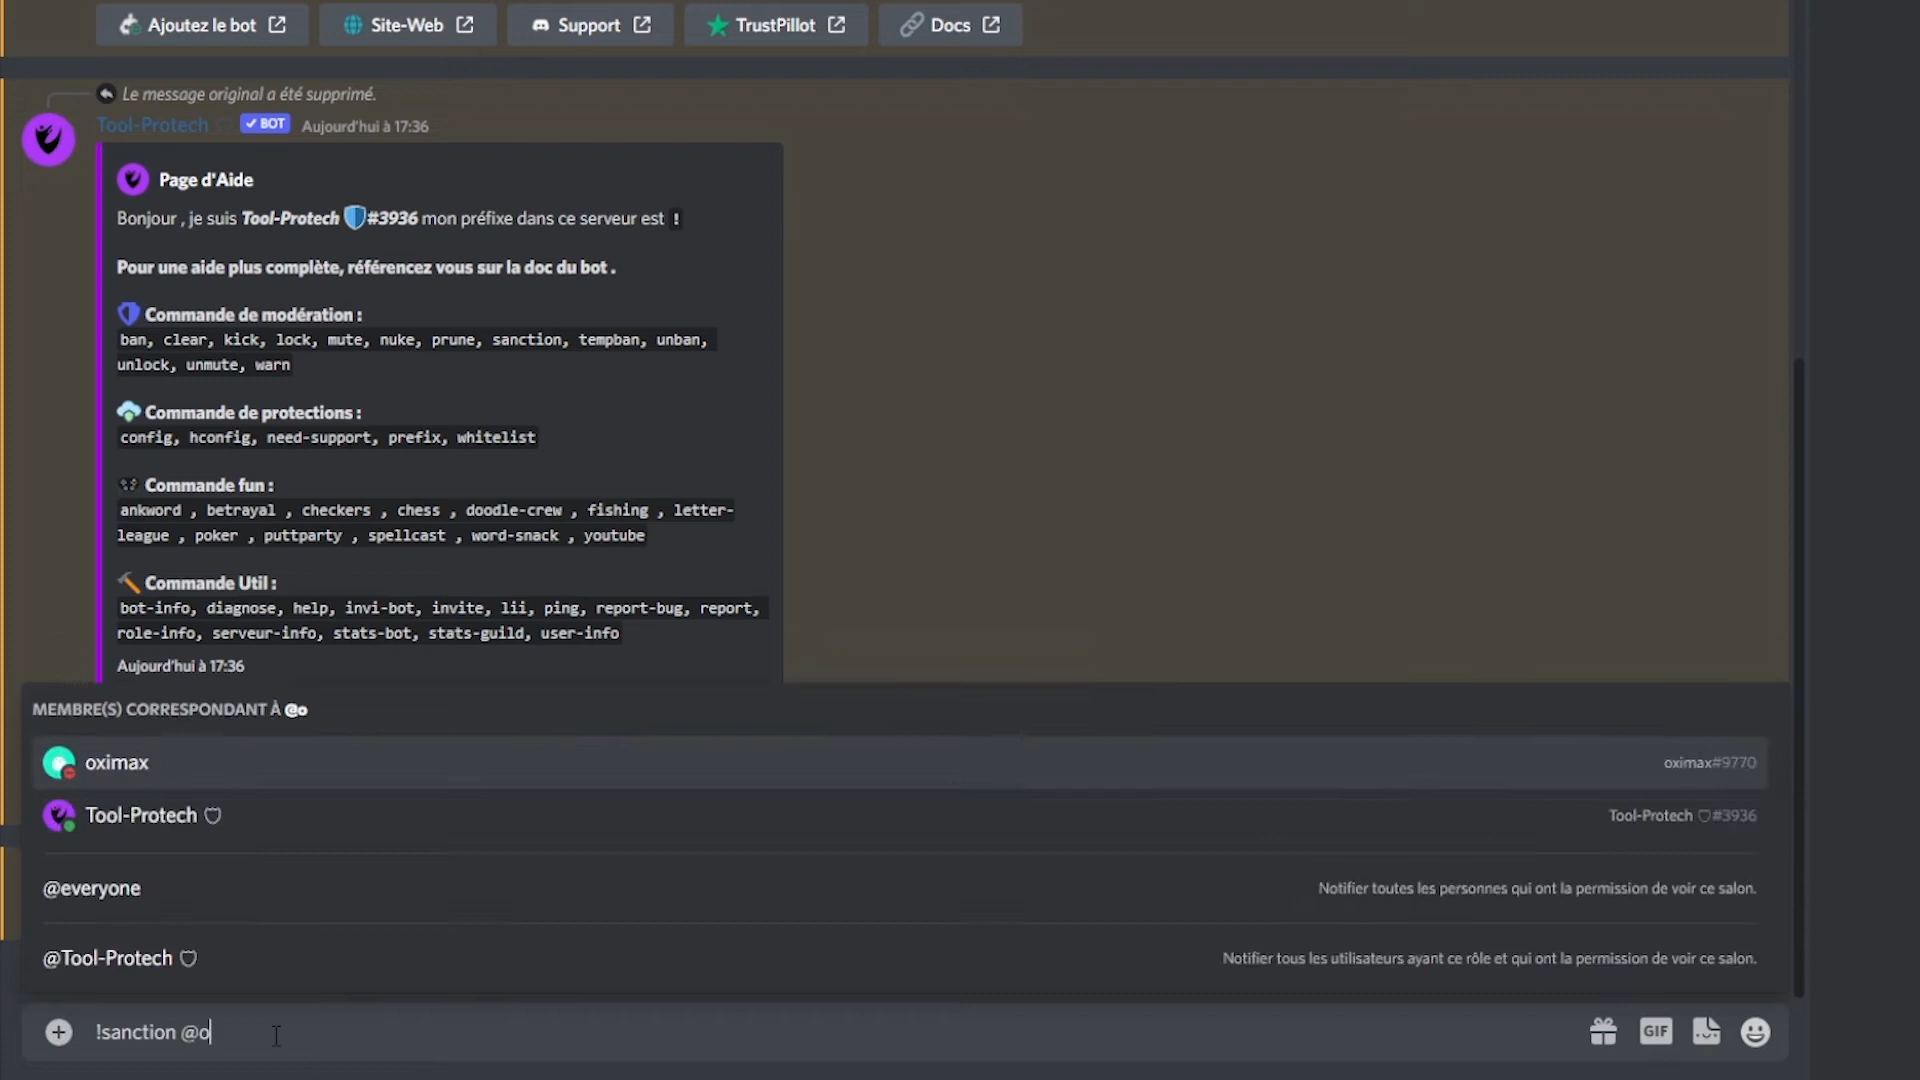 Ajoutez le bot
Site-Web
Support
TrustPillot
Docs
Le message original a été supprimé.
Tool-Protech BOT Aujourd'hui à 17:36
Page d'Aide
Bonjour , je suis Tool-Protech #3936 mon préfixe dans ce serveur est !
Pour une aide plus complète, référencez vous sur la doc du bot .
Commande de modération :
ban, clear, kick, lock, mute, nuke, prune, sanction, tempban, unban,
unlock, unmute, warn
Commande de protections :
config, hconfig, need-support, prefix, whitelist
Commande fun :
ankword , betrayal , checkers , chess , doodle-crew , fishing , letter-
league , poker , puttparty , spellcast , word-snack , youtube
Commande Util :
bot-info, diagnose, help, invi-bot, invite, lii, ping, report-bug, report,
role-info, serveur-info, stats-bot, stats-guild, user-info
Aujourd'hui à 17:36
MEMBRE(S) CORRESPONDANT À @o
oximax oximax#9770
Tool-Protech Tool-Protech #3936
@everyone Notifier toutes les personnes qui ont la permission de voir ce salon.
@Tool-Protech Notifier tous les utilisateurs ayant ce rôle et qui ont la permission de voir ce salon.
!sanction @o
GIF